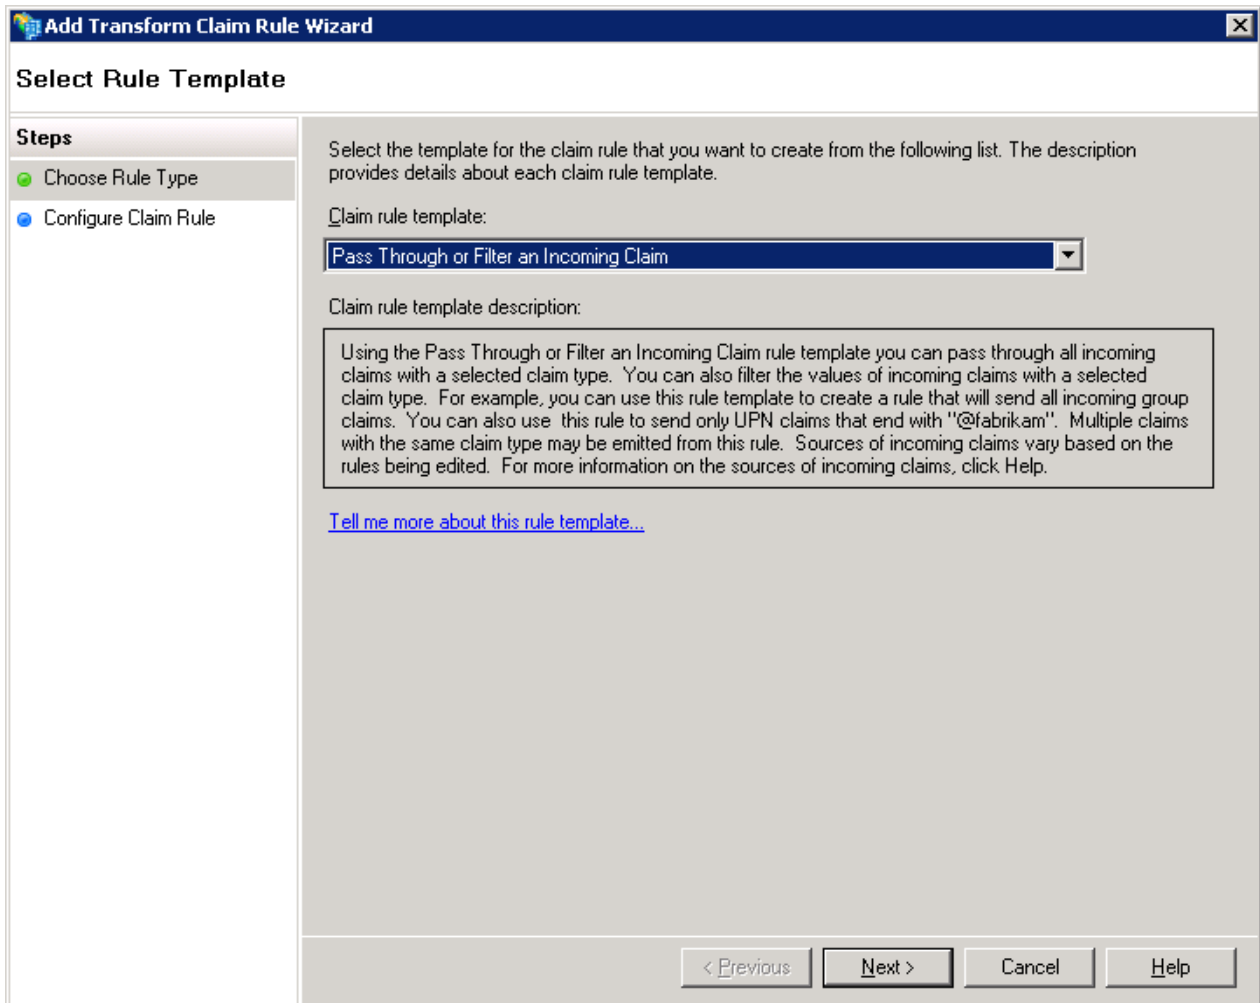 Add Transform Claim Rule Wizard
Select Rule Template
Steps
Choose Rule Type
Configure Claim Rule
Select the template for the claim rule that you want to create from the following list. The description
provides details about each claim rule template.
Claim rule template:
Pass Through or Filter an Incoming Claim
Claim rule template description:
Using the Pass Through or Filter an Incoming Claim rule template you can pass through all incoming
claims with a selected claim type.  You can also filter the values of incoming claims with a selected
claim type.  For example, you can use this rule template to create a rule that will send all incoming group
claims.  You can also use  this rule to send only UPN claims that end with "@fabrikam".  Multiple claims
with the same claim type may be emitted from this rule.  Sources of incoming claims vary based on the
rules being edited.  For more information on the sources of incoming claims, click Help.
Tell me more about this rule template...
< Previous
Next >
Cancel
Help